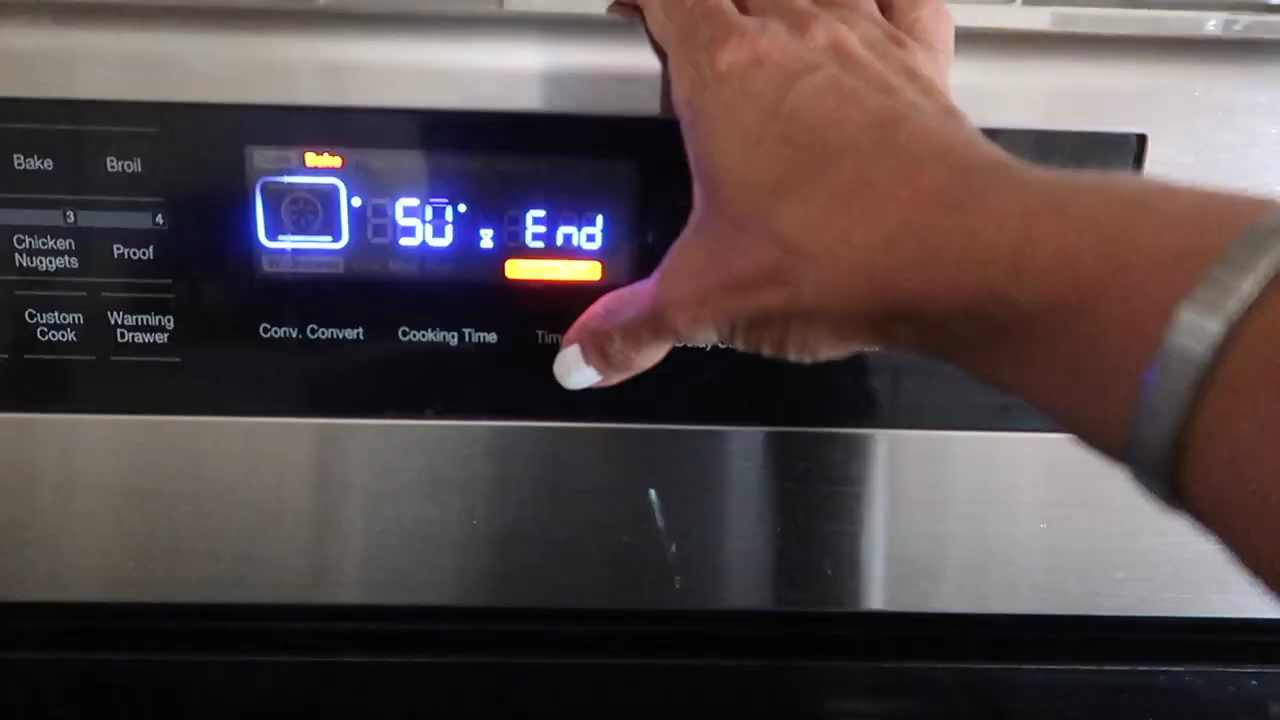 Bake Broil
Bake
3 4
50° End
Chicken Nuggets Proof
Conv. Convert Cooking Time
Custom Cook Warming Drawer